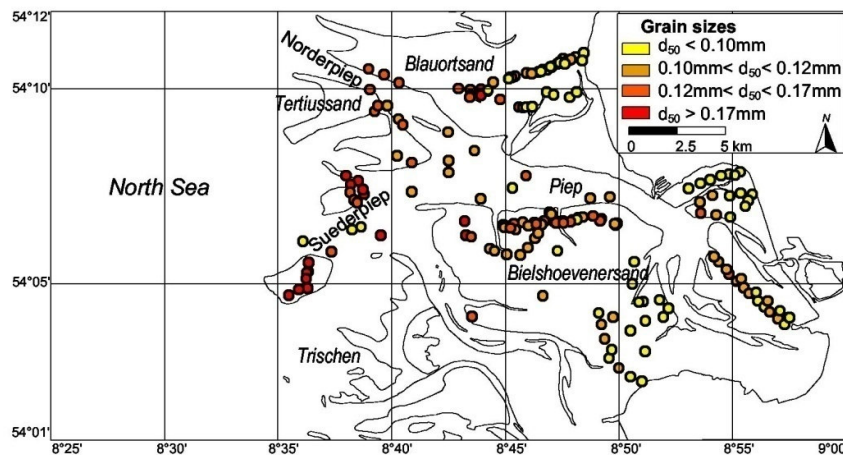 54°12'
54°10'
54°05'
54°01'
Norderpiep
Blauortsand
Tertiussand
North Sea
Suederpiep
Piep
Bielshoevenersand
Trischen
Grain sizes
d50 < 0.10mm
0.10mm< d50 < 0.12mm
0.12mm< d50 < 0.17mm
d50 > 0.17mm
N
0 2.5 5 km
8°25' 8°30' 8°35' 8°40' 8°45' 8°50' 8°55' 9°00'